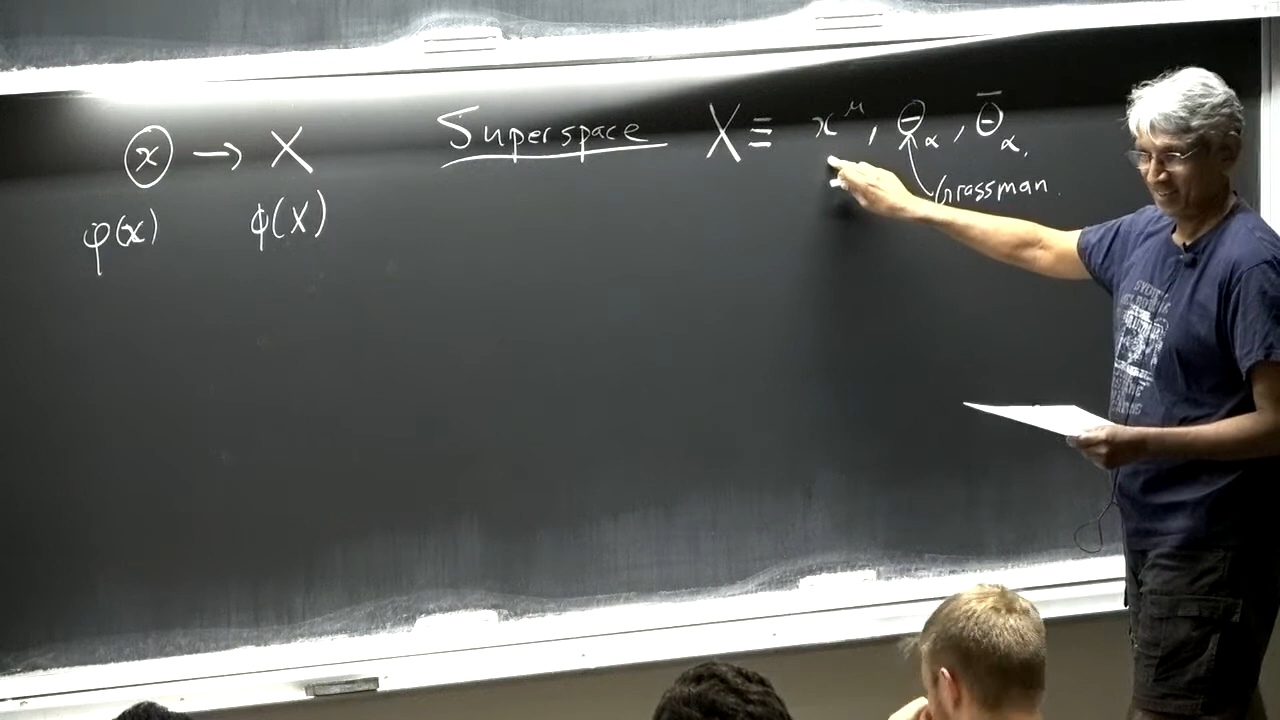 x → X
φ(x) ϕ(X)
Superspace
X ≡ x^μ, θ_α, θ̄_α.
Grassman.